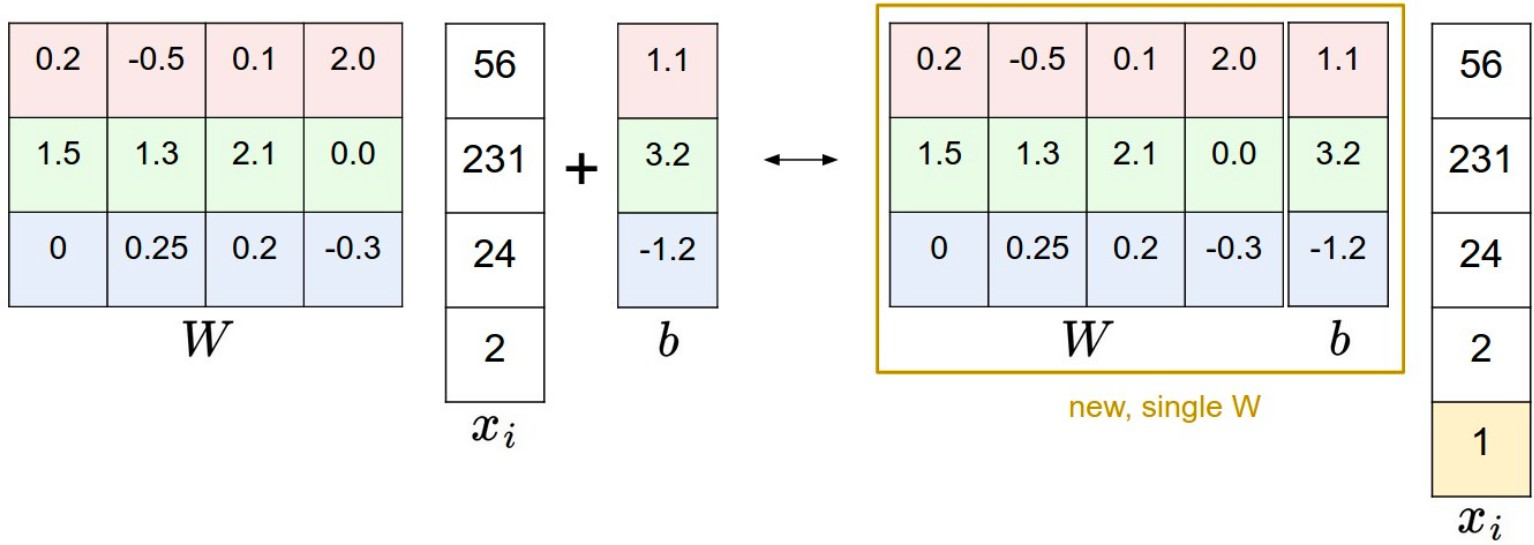 0.2 -0.5 0.1 2.0 56 1.1 0.2 -0.5 0.1 2.0 1.1 56
1.5 1.3 2.1 0.0 231 + 3.2 ↔ 1.5 1.3 2.1 0.0 3.2 231
0 0.25 0.2 -0.3 24 -1.2 0 0.25 0.2 -0.3 -1.2 24
W 2 b W b 2
new, single W
x_i 1
x_i